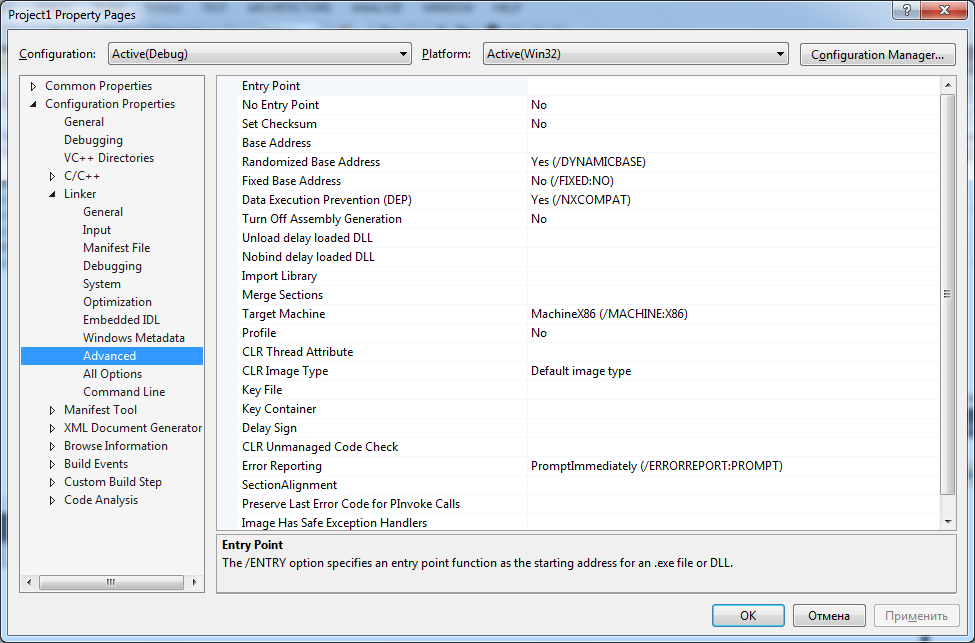 Project1 Property Pages
Configuration: Active(Debug) Platform: Active(Win32) Configuration Manager...
Common Properties
Configuration Properties
General
Debugging
VC++ Directories
C/C++
Linker
General
Input
Manifest File
Debugging
System
Optimization
Embedded IDL
Windows Metadata
Advanced
All Options
Command Line
Manifest Tool
XML Document Generator
Browse Information
Build Events
Custom Build Step
Code Analysis
Entry Point
No Entry Point No
Set Checksum No
Base Address
Randomized Base Address Yes (/DYNAMICBASE)
Fixed Base Address No (/FIXED:NO)
Data Execution Prevention (DEP) Yes (/NXCOMPAT)
Turn Off Assembly Generation No
Unload delay loaded DLL
Nobind delay loaded DLL
Import Library
Merge Sections
Target Machine MachineX86 (/MACHINE:X86)
Profile No
CLR Thread Attribute
CLR Image Type Default image type
Key File
Key Container
Delay Sign
CLR Unmanaged Code Check
Error Reporting PromptImmediately (/ERRORREPORT:PROMPT)
SectionAlignment
Preserve Last Error Code for PInvoke Calls
Image Has Safe Exception Handlers
Entry Point
The /ENTRY option specifies an entry point function as the starting address for an .exe file or DLL.
OK Отмена Применить